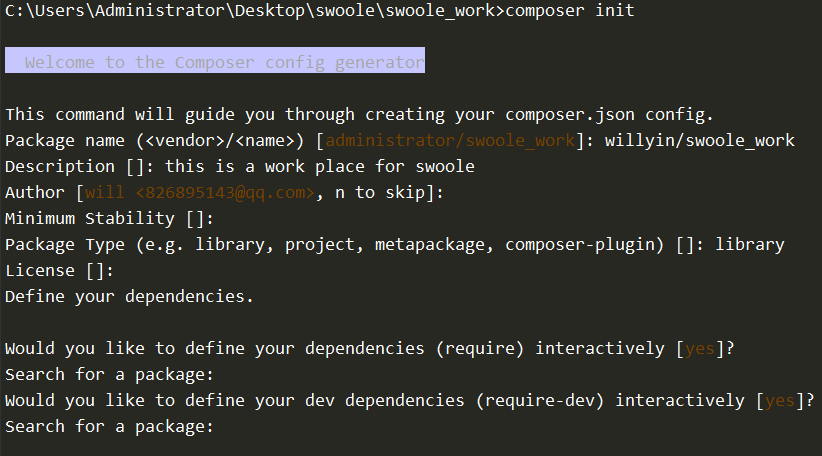 C:\Users\Administrator\Desktop\swoole\swoole_work>composer init
Welcome to the Composer config generator
This command will guide you through creating your composer.json config.
Package name (<vendor>/<name>) [administrator/swoole_work]: willyin/swoole_work
Description []: this is a work place for swoole
Author [will <826895143@qq.com>, n to skip]:
Minimum Stability []:
Package Type (e.g. library, project, metapackage, composer-plugin) []: library
License []:
Define your dependencies.
Would you like to define your dependencies (require) interactively [yes]?
Search for a package:
Would you like to define your dev dependencies (require-dev) interactively [yes]?
Search for a package: